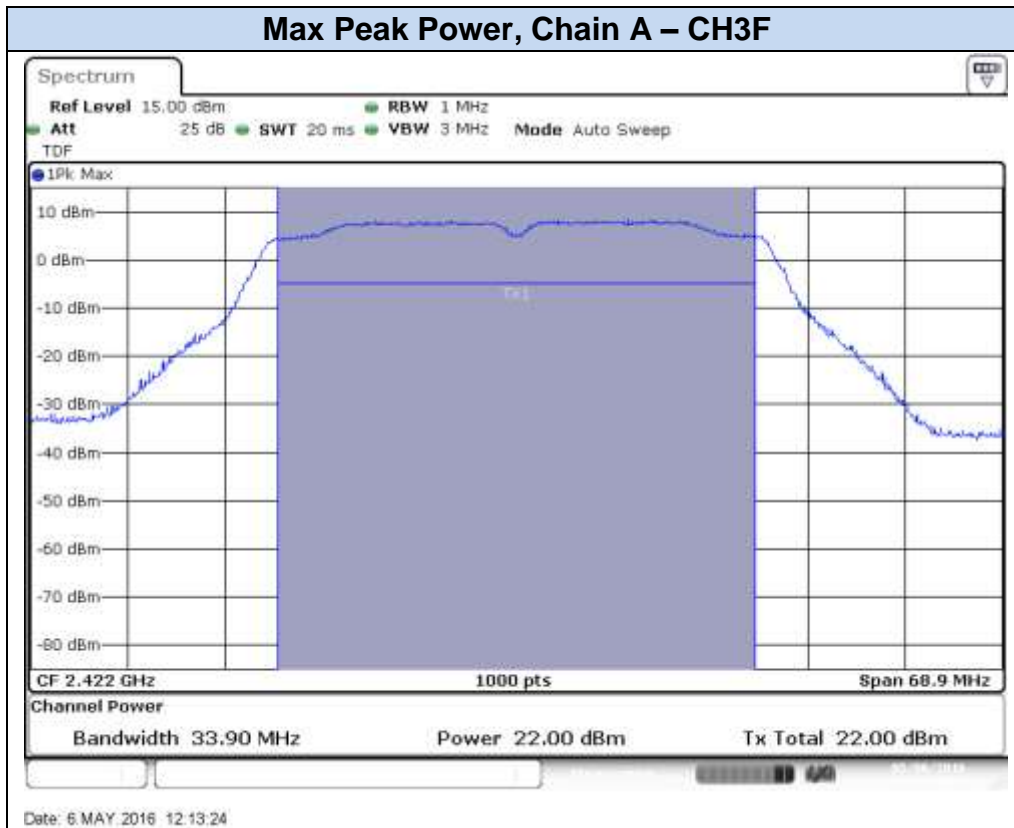 Max Peak Power, Chain A – CH3F
Spectrum
Ref Level 15.00 dBm RBW 1 MHz
Att 25 dB SWT 20 ms VBW 3 MHz Mode Auto Sweep
TDF
1Pk Max
10 dBm
0 dBm
-10 dBm
Tx1
-20 dBm
-30 dBm
-40 dBm
-50 dBm
-60 dBm
-70 dBm
-80 dBm
CF 2.422 GHz 1000 pts Span 68.9 MHz
Channel Power
Bandwidth 33.90 MHz Power 22.00 dBm Tx Total 22.00 dBm
Date: 6.MAY.2016 12:13:24